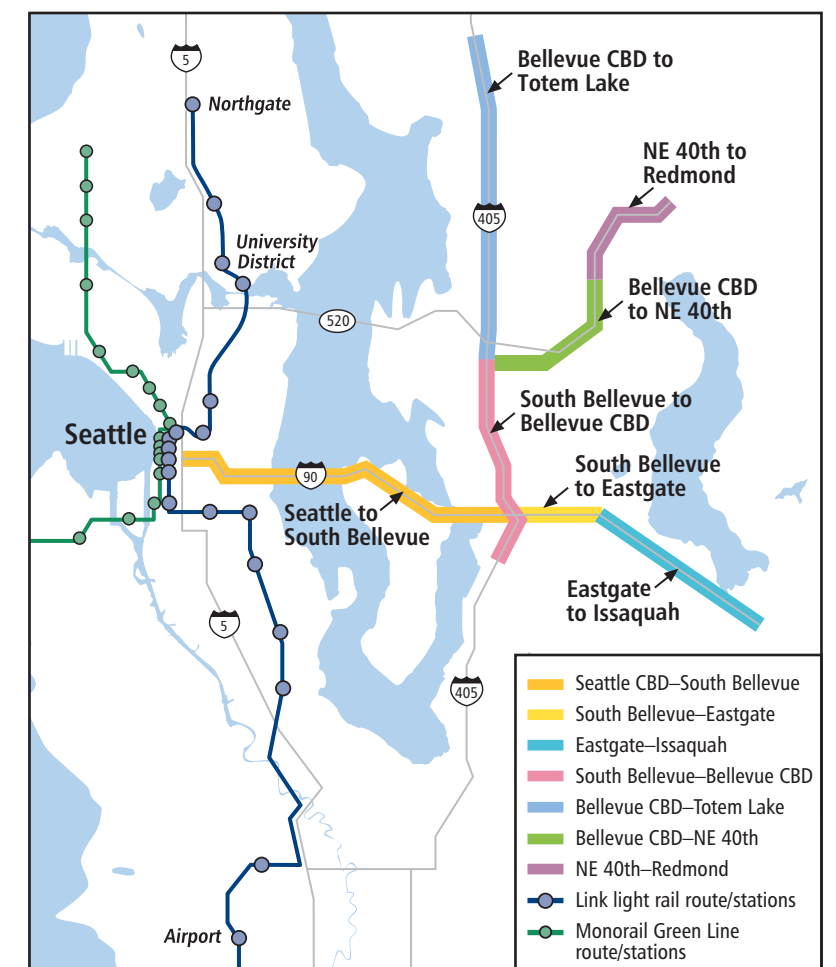 5
Northgate
Bellevue CBD to
Totem Lake
NE 40th to
Redmond
405
University
District
Bellevue CBD
to NE 40th
520
South Bellevue to
Bellevue CBD
Seattle
South Bellevue
to Eastgate
90
Seattle to
South Bellevue
Eastgate
to Issaquah
5
405
Seattle CBD–South Bellevue
South Bellevue–Eastgate
Eastgate–Issaquah
South Bellevue–Bellevue CBD
Bellevue CBD–Totem Lake
Bellevue CBD–NE 40th
NE 40th–Redmond
Link light rail route/stations
Monorail Green Line
route/stations
Airport